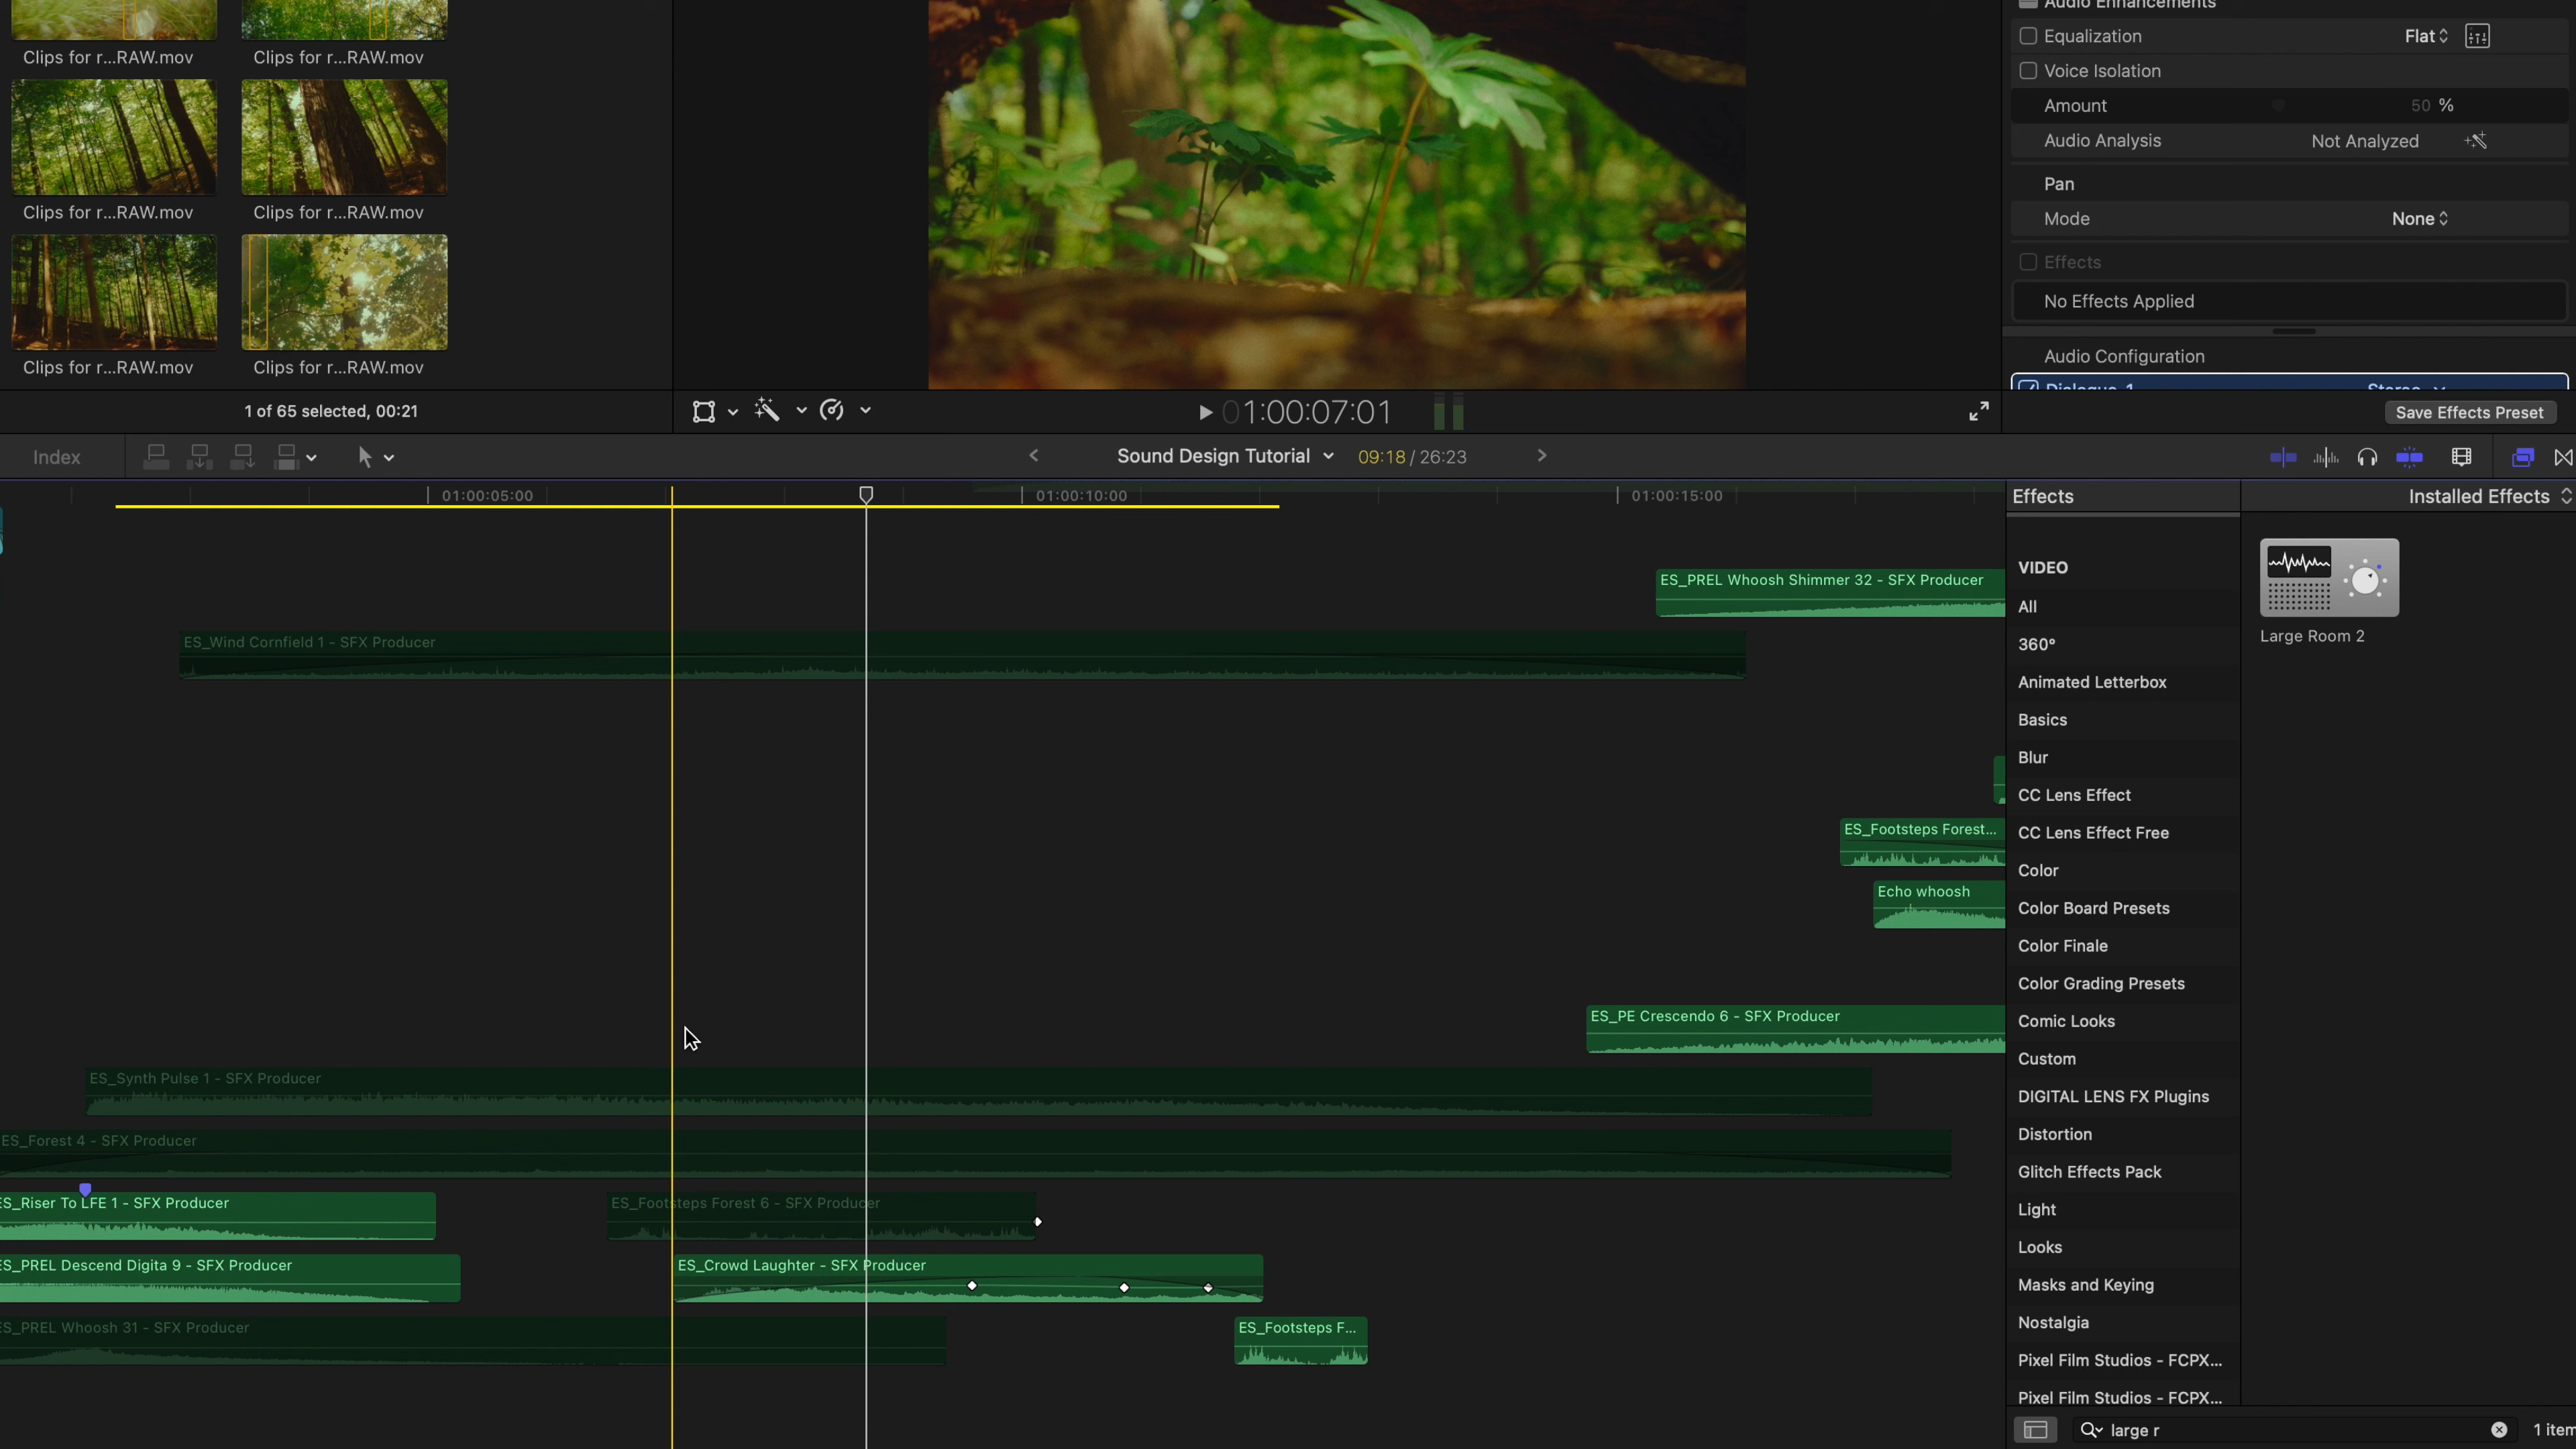 Audio Enhancements
Equalization
Flat
Voice Isolation
Amount
50 %
Audio Analysis
Not Analyzed
Pan
Mode
None
Effects
No Effects Applied
Audio Configuration
Dialogue-1
Stereo
Save Effects Preset
Clips for r...RAW.mov
Clips for r...RAW.mov
Clips for r...RAW.mov
Clips for r...RAW.mov
Clips for r...RAW.mov
Clips for r...RAW.mov
1 of 65 selected, 00:21
01:00:07:01
Index
Sound Design Tutorial
09:18 / 26:23
01:00:05:00
01:00:10:00
01:00:15:00
ES_PREL Whoosh Shimmer 32 - SFX Producer
ES_Wind Cornfield 1 - SFX Producer
ES_Footsteps Forest...
Echo whoosh
ES_PE Crescendo 6 - SFX Producer
ES_Synth Pulse 1 - SFX Producer
ES_Forest 4 - SFX Producer
ES_Riser To LFE 1 - SFX Producer
ES_Footsteps Forest 6 - SFX Producer
ES_PREL Descend Digita 9 - SFX Producer
ES_Crowd Laughter - SFX Producer
ES_PREL Whoosh 31 - SFX Producer
ES_Footsteps F...
Effects
Installed Effects
VIDEO
All
360°
Animated Letterbox
Basics
Blur
CC Lens Effect
CC Lens Effect Free
Color
Color Board Presets
Color Finale
Color Grading Presets
Comic Looks
Custom
DIGITAL LENS FX Plugins
Distortion
Glitch Effects Pack
Light
Looks
Masks and Keying
Nostalgia
Pixel Film Studios - FCPX...
Pixel Film Studios - FCPX...
Large Room 2
large r
1 item